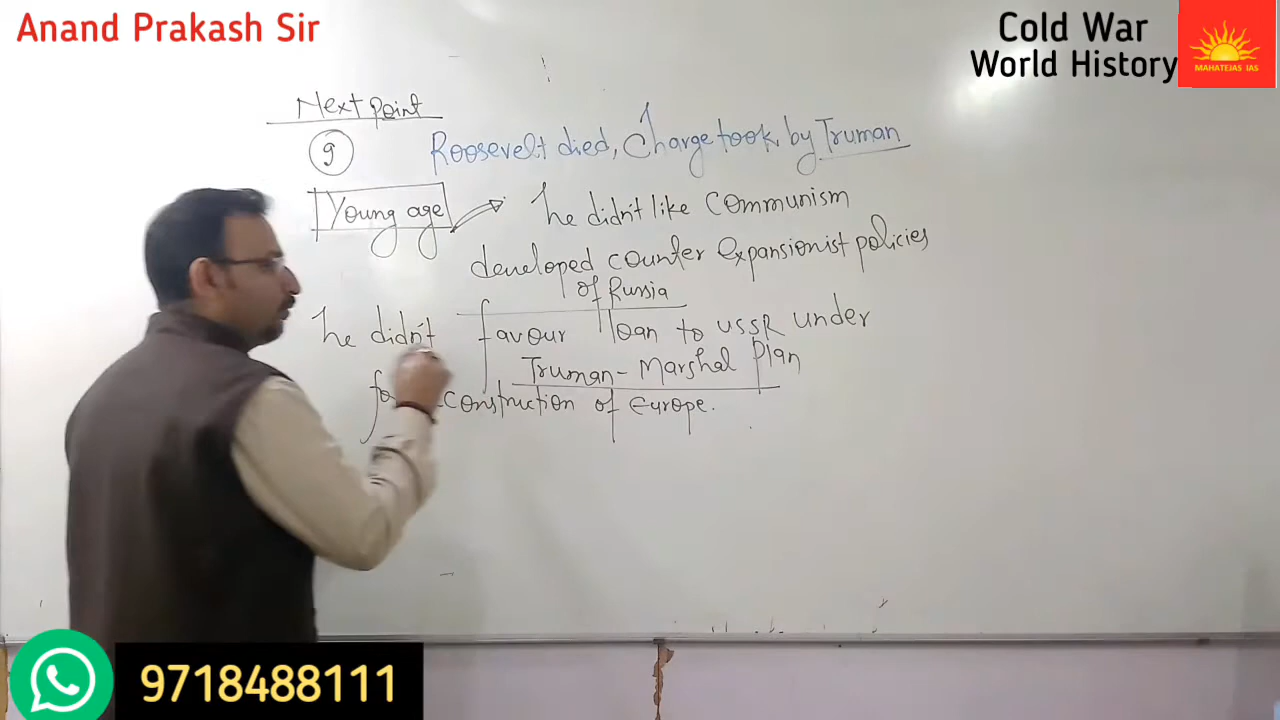 Anand Prakash Sir
Cold War
World History
MAHATEJAS IAS
Next point
9
Roosevelt died, Charge took by Truman
Young age
he didn't like Communism
developed counter expansionist policies
of Russia
he didn't favour loan to USSR under
Truman - Marshal Plan
construction of Europe.
9718488111